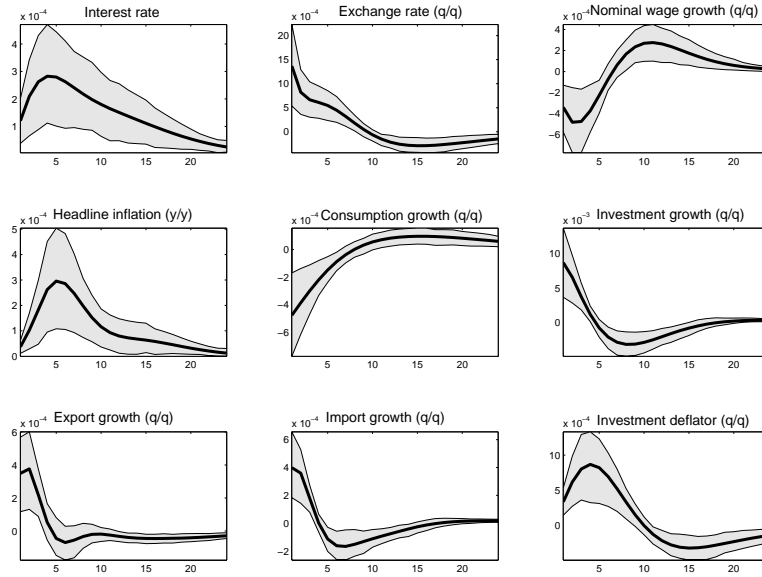 Interest rate
x 10⁻⁴
4
3
2
1
5 10 15 20
Exchange rate (q/q)
x 10⁻⁴
20
15
10
5
0
5 10 15 20
Nominal wage growth (q/q)
x 10⁻⁴
4
2
0
−2
−4
−6
5 10 15 20
Headline inflation (y/y)
x 10⁻⁴
5
4
3
2
1
0
5 10 15 20
Consumption growth (q/q)
x 10⁻⁴
0
−2
−4
−6
5 10 15 20
Investment growth (q/q)
x 10⁻³
10
5
0
5 10 15 20
Export growth (q/q)
x 10⁻⁴
6
4
2
0
5 10 15 20
Import growth (q/q)
x 10⁻⁴
6
4
2
0
−2
5 10 15 20
Investment deflator (q/q)
x 10⁻⁴
10
5
0
5 10 15 20